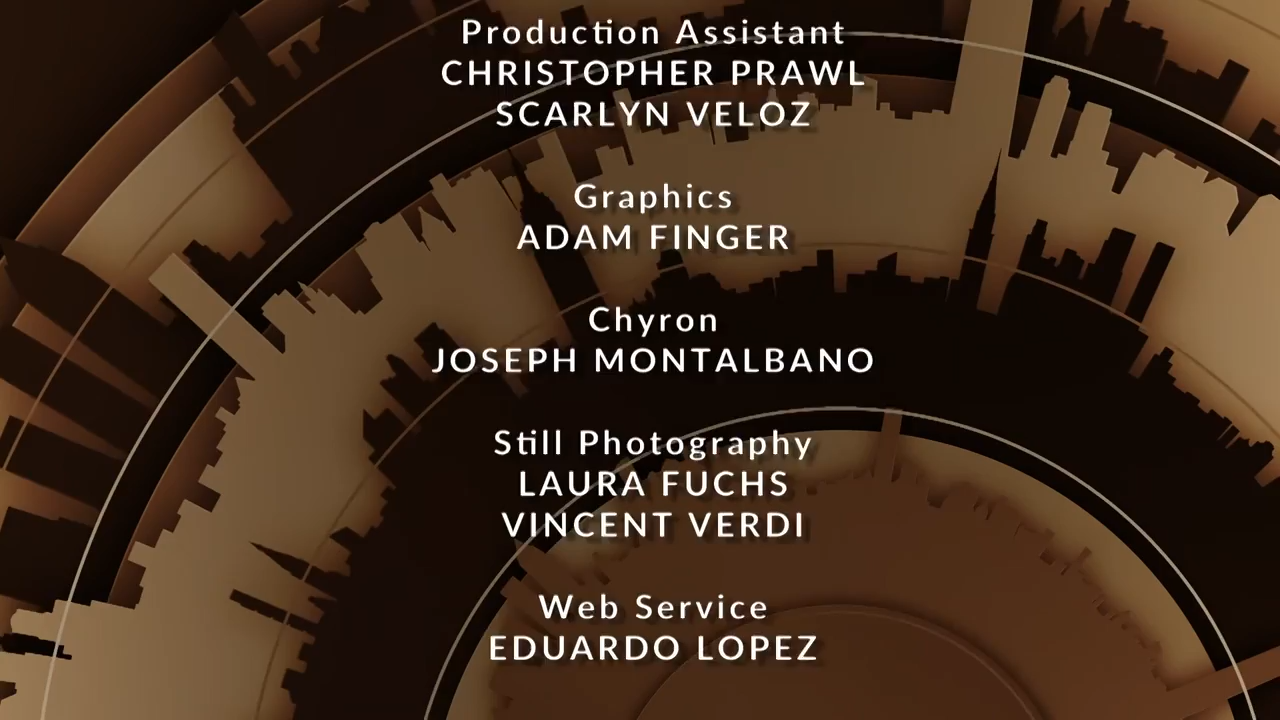 Production Assistant
CHRISTOPHER PRAWL
SCARLYN VELOZ
Graphics
ADAM FINGER
Chyron
JOSEPH MONTALBANO
Still Photography
LAURA FUCHS
VINCENT VERDI
Web Service
EDUARDO LOPEZ